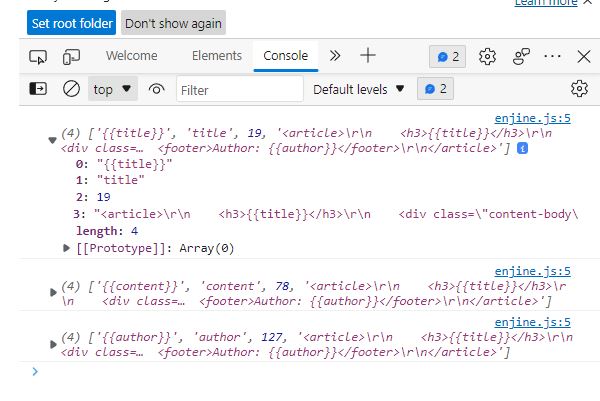 Learn more
Set root folder Don't show again
Welcome Elements Console 2
top Filter Default levels 2
enjine.js:5
(4) ['{{title}}', 'title', 19, '<article>\r\n    <h3>{{title}}</h3>\r\n
<div class=…  <footer>Author: {{author}}</footer>\r\n</article>']
0: "{{title}}"
1: "title"
2: 19
3: "<article>\r\n    <h3>{{title}}</h3>\r\n    <div class=\"content-body\
length: 4
[[Prototype]]: Array(0)
enjine.js:5
(4) ['{{content}}', 'content', 78, '<article>\r\n    <h3>{{title}}</h3>\r
\n    <div class=…  <footer>Author: {{author}}</footer>\r\n</article>']
enjine.js:5
(4) ['{{author}}', 'author', 127, '<article>\r\n    <h3>{{title}}</h3>\r\n
<div class=…  <footer>Author: {{author}}</footer>\r\n</article>']